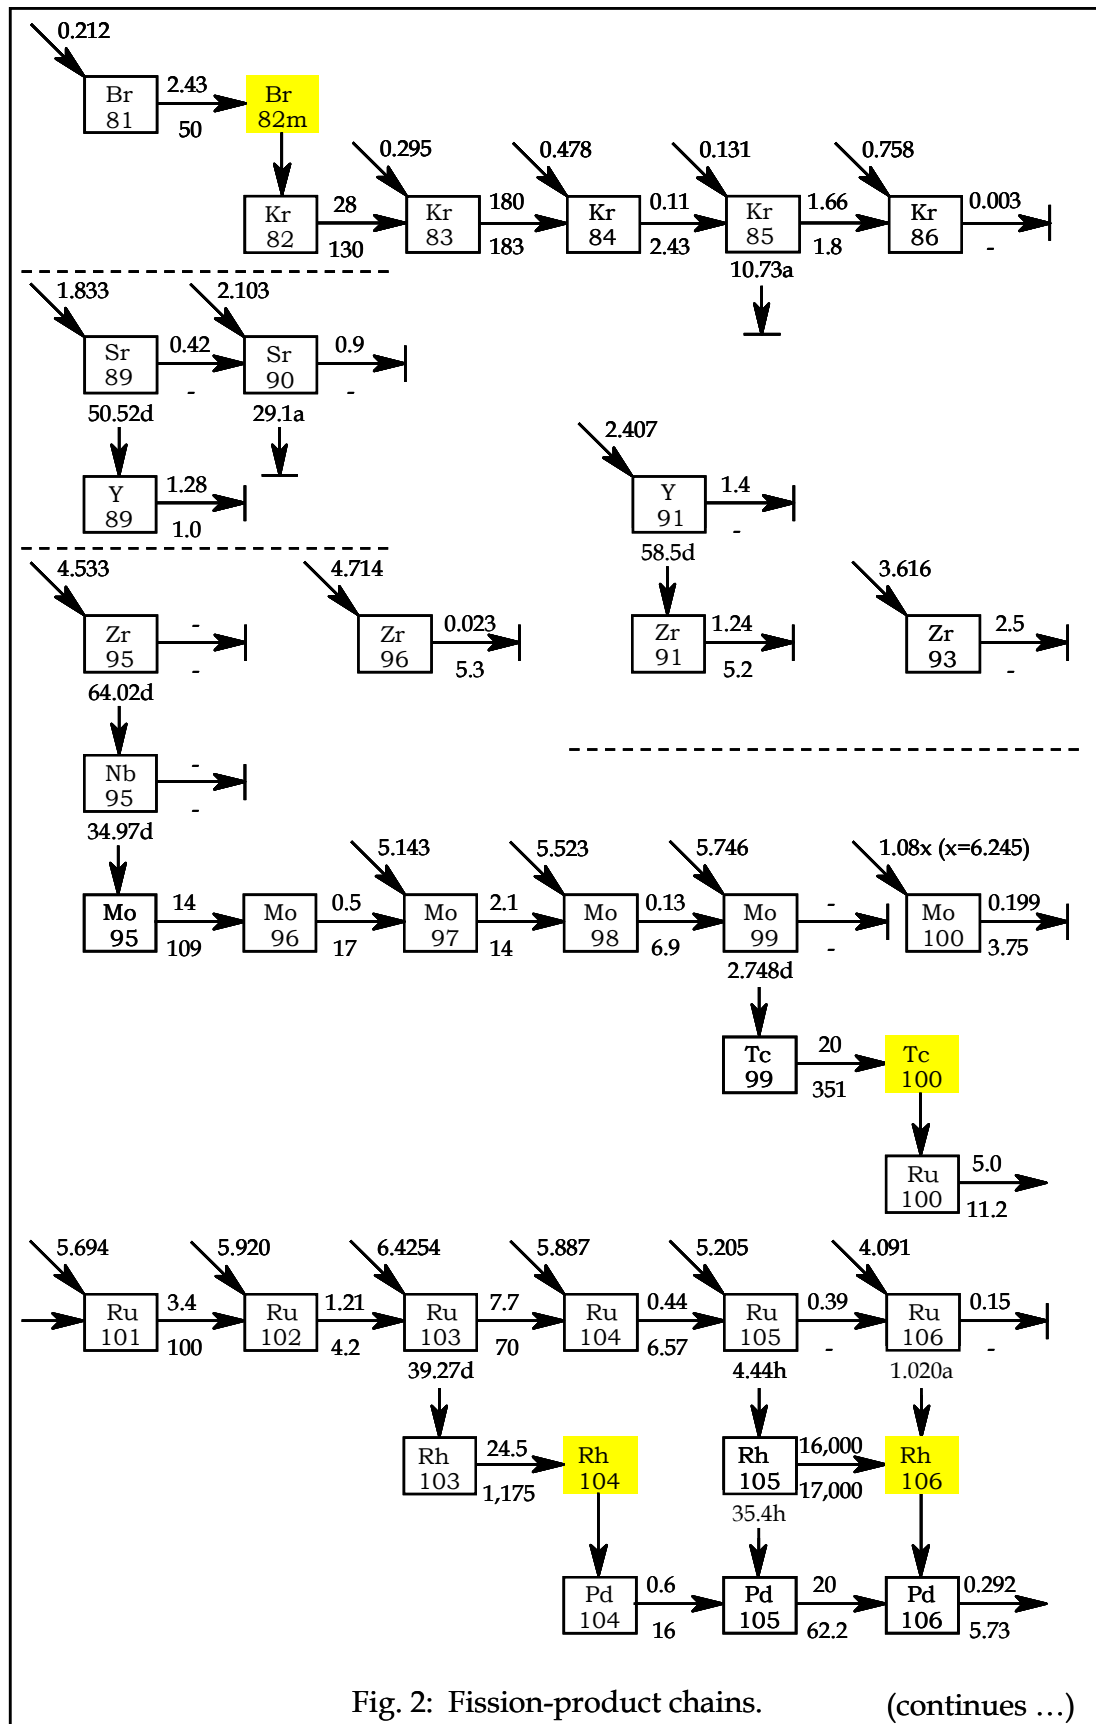 0.212
Br
81
2.43
50
Br
82m
0.295
0.478
0.131
0.758
Kr
82
28
130
Kr
83
180
183
Kr
84
0.11
2.43
Kr
85
1.66
1.8
Kr
86
0.003
-
10.73a
1.833
2.103
Sr
89
0.42
-
Sr
90
0.9
-
50.52d
29.1a
2.407
Y
89
1.28
1.0
Y
91
1.4
-
58.5d
4.533
4.714
3.616
Zr
95
-
-
Zr
96
0.023
5.3
Zr
91
1.24
5.2
Zr
93
2.5
-
64.02d
Nb
95
-
-
34.97d
5.143
5.523
5.746
1.08x (x=6.245)
Mo
95
14
109
Mo
96
0.5
17
Mo
97
2.1
14
Mo
98
0.13
6.9
Mo
99
-
-
Mo
100
0.199
3.75
2.748d
Tc
99
20
351
Tc
100
Ru
100
5.0
11.2
5.694
5.920
6.4254
5.887
5.205
4.091
Ru
101
3.4
100
Ru
102
1.21
4.2
Ru
103
7.7
70
Ru
104
0.44
6.57
Ru
105
0.39
-
Ru
106
0.15
-
39.27d
4.44h
1.020a
Rh
103
24.5
1,175
Rh
104
Rh
105
16,000
17,000
Rh
106
35.4h
Pd
104
0.6
16
Pd
105
20
62.2
Pd
106
0.292
5.73
Fig. 2: Fission-product chains.
(continues …)